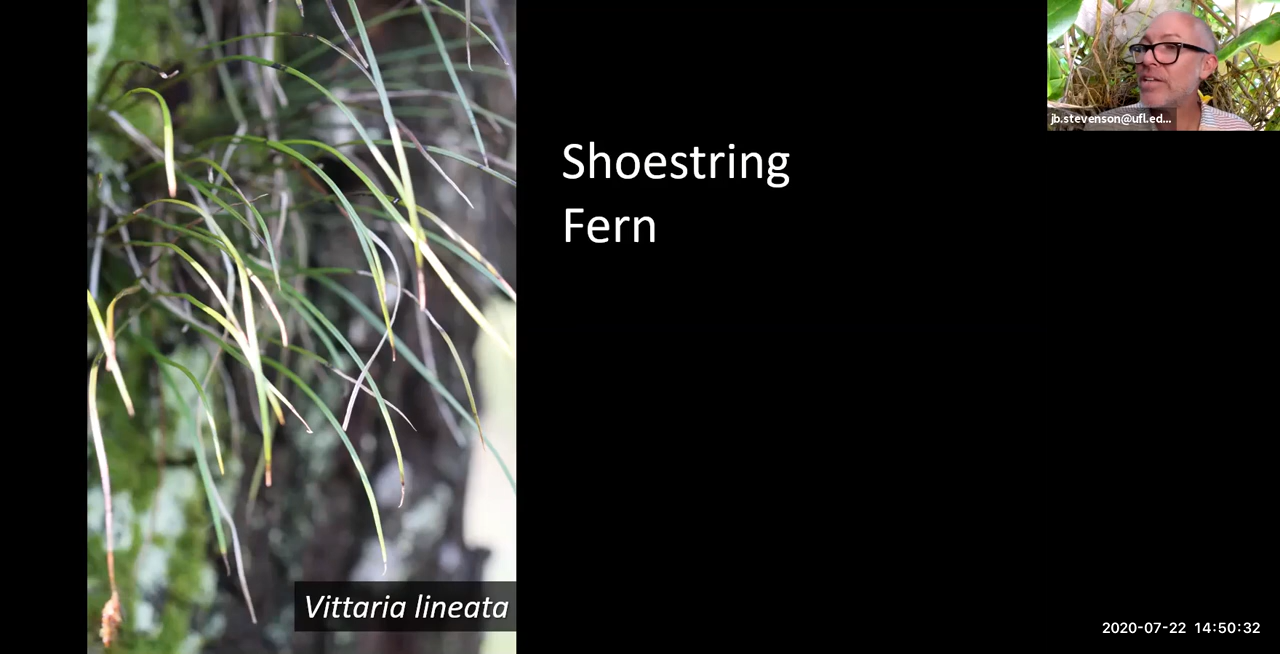 jb.stevenson@ufl.ed...
Shoestring
Fern
Vittaria lineata
2020-07-22 14:50:32